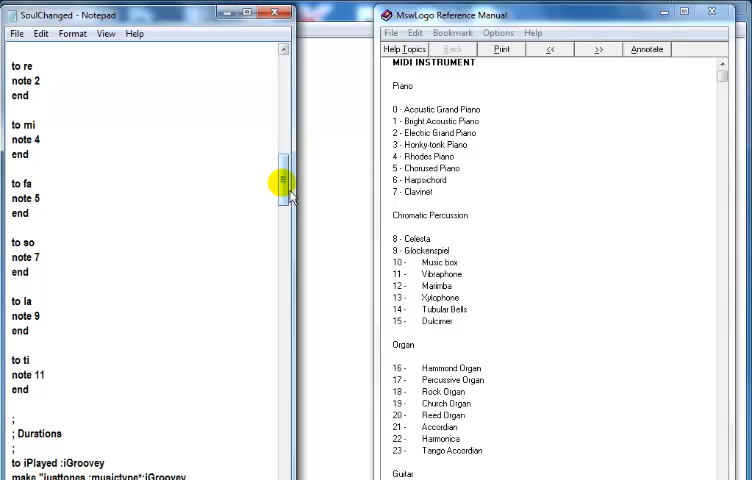 SoulChanged - Notepad
File Edit Format View Help
to re
note 2
end
to mi
note 4
end
to fa
note 5
end
to so
note 7
end
to la
note 9
end
to ti
note 11
end
;
; Durations
;
to iPlayed :iGroovey
make "justtones :musictype*:iGroovey
MswLogo Reference Manual
File Edit Bookmark Options Help
Help Topics Back Print << >> Annotate
MIDI INSTRUMENT
Piano
0 - Acoustic Grand Piano
1 - Bright Acoustic Piano
2 - Electric Grand Piano
3 - Honky-tonk Piano
4 - Rhodes Piano
5 - Chorused Piano
6 - Harpsichord
7 - Clavinet
Chromatic Percussion
8 - Celesta
9 - Glockenspiel
10 - Music box
11 - Vibraphone
12 - Marimba
13 - Xylophone
14 - Tubular Bells
15 - Dulcimer
Organ
16 - Hammond Organ
17 - Percussive Organ
18 - Rock Organ
19 - Church Organ
20 - Reed Organ
21 - Accordian
22 - Harmonica
23 - Tango Accordian
Guitar